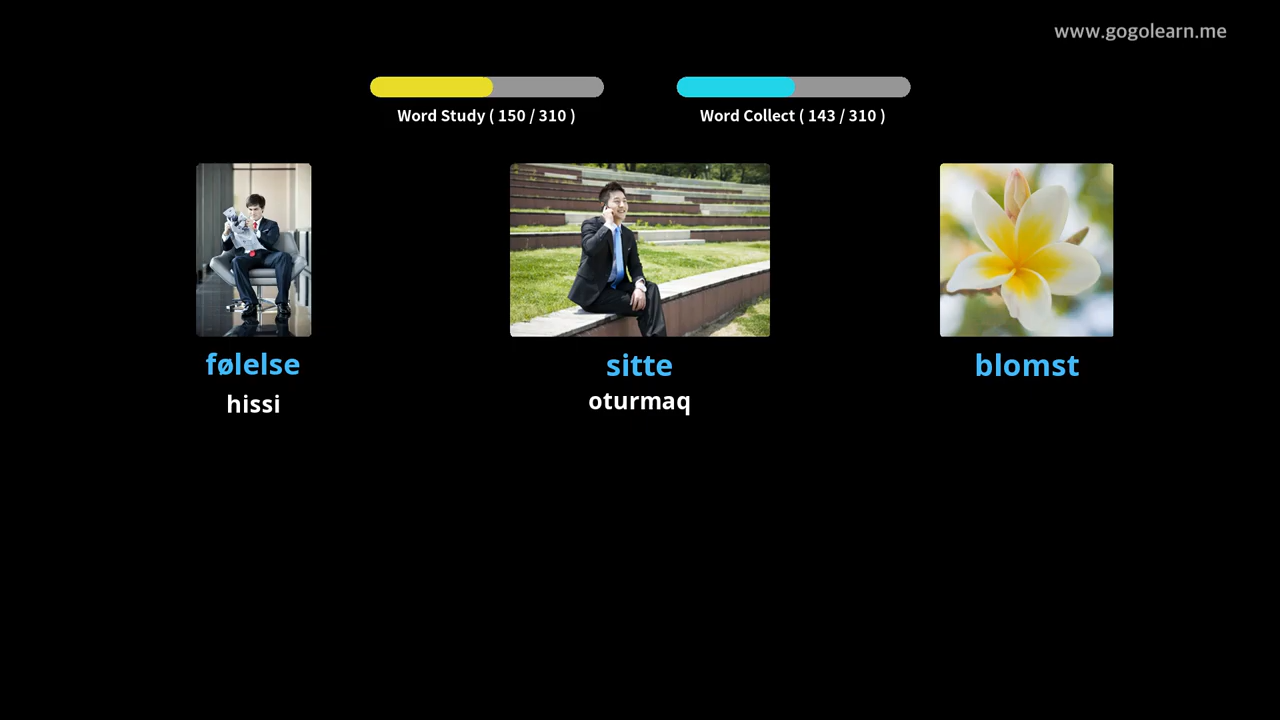 www.gogolearn.me
Word Study ( 150 / 310 )
Word Collect ( 143 / 310 )
følelse
hissi
sitte
oturmaq
blomst